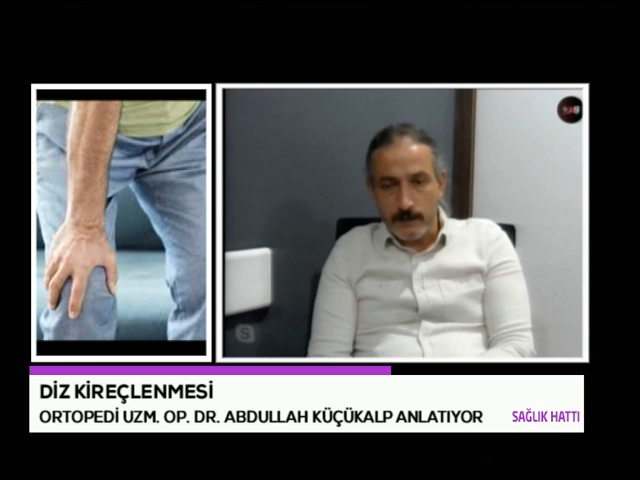 DİZ KİREÇLENMESİ
ORTOPEDİ UZM. OP. DR. ABDULLAH KÜÇÜKALP ANLATIYOR
SAĞLIK HATTI